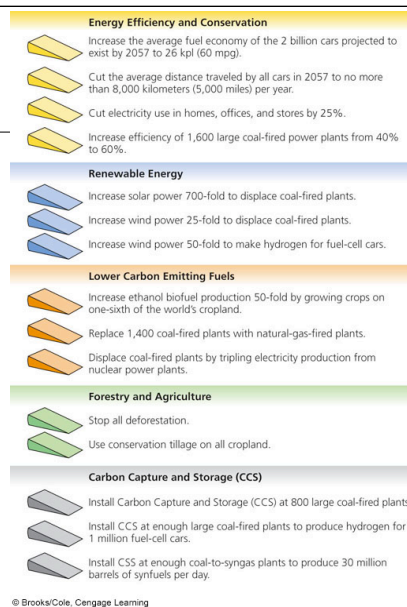 Energy Efficiency and Conservation
Increase the average fuel economy of the 2 billion cars projected to
exist by 2057 to 26 kpl (60 mpg).
Cut the average distance traveled by all cars in 2057 to no more
than 8,000 kilometers (5,000 miles) per year.
Cut electricity use in homes, offices, and stores by 25%.
Increase efficiency of 1,600 large coal-fired power plants from 40%
to 60%.
Renewable Energy
Increase solar power 700-fold to displace coal-fired plants.
Increase wind power 25-fold to displace coal-fired plants.
Increase wind power 50-fold to make hydrogen for fuel-cell cars.
Lower Carbon Emitting Fuels
Increase ethanol biofuel production 50-fold by growing crops on
one-sixth of the world's cropland.
Replace 1,400 coal-fired plants with natural-gas-fired plants.
Displace coal-fired plants by tripling electricity production from
nuclear power plants.
Forestry and Agriculture
Stop all deforestation.
Use conservation tillage on all cropland.
Carbon Capture and Storage (CCS)
Install Carbon Capture and Storage (CCS) at 800 large coal-fired plants
Install CCS at enough large coal-fired plants to produce hydrogen for
1 million fuel-cell cars.
Install CSS at enough coal-to-syngas plants to produce 30 million
barrels of synfuels per day.
© Brooks/Cole, Cengage Learning